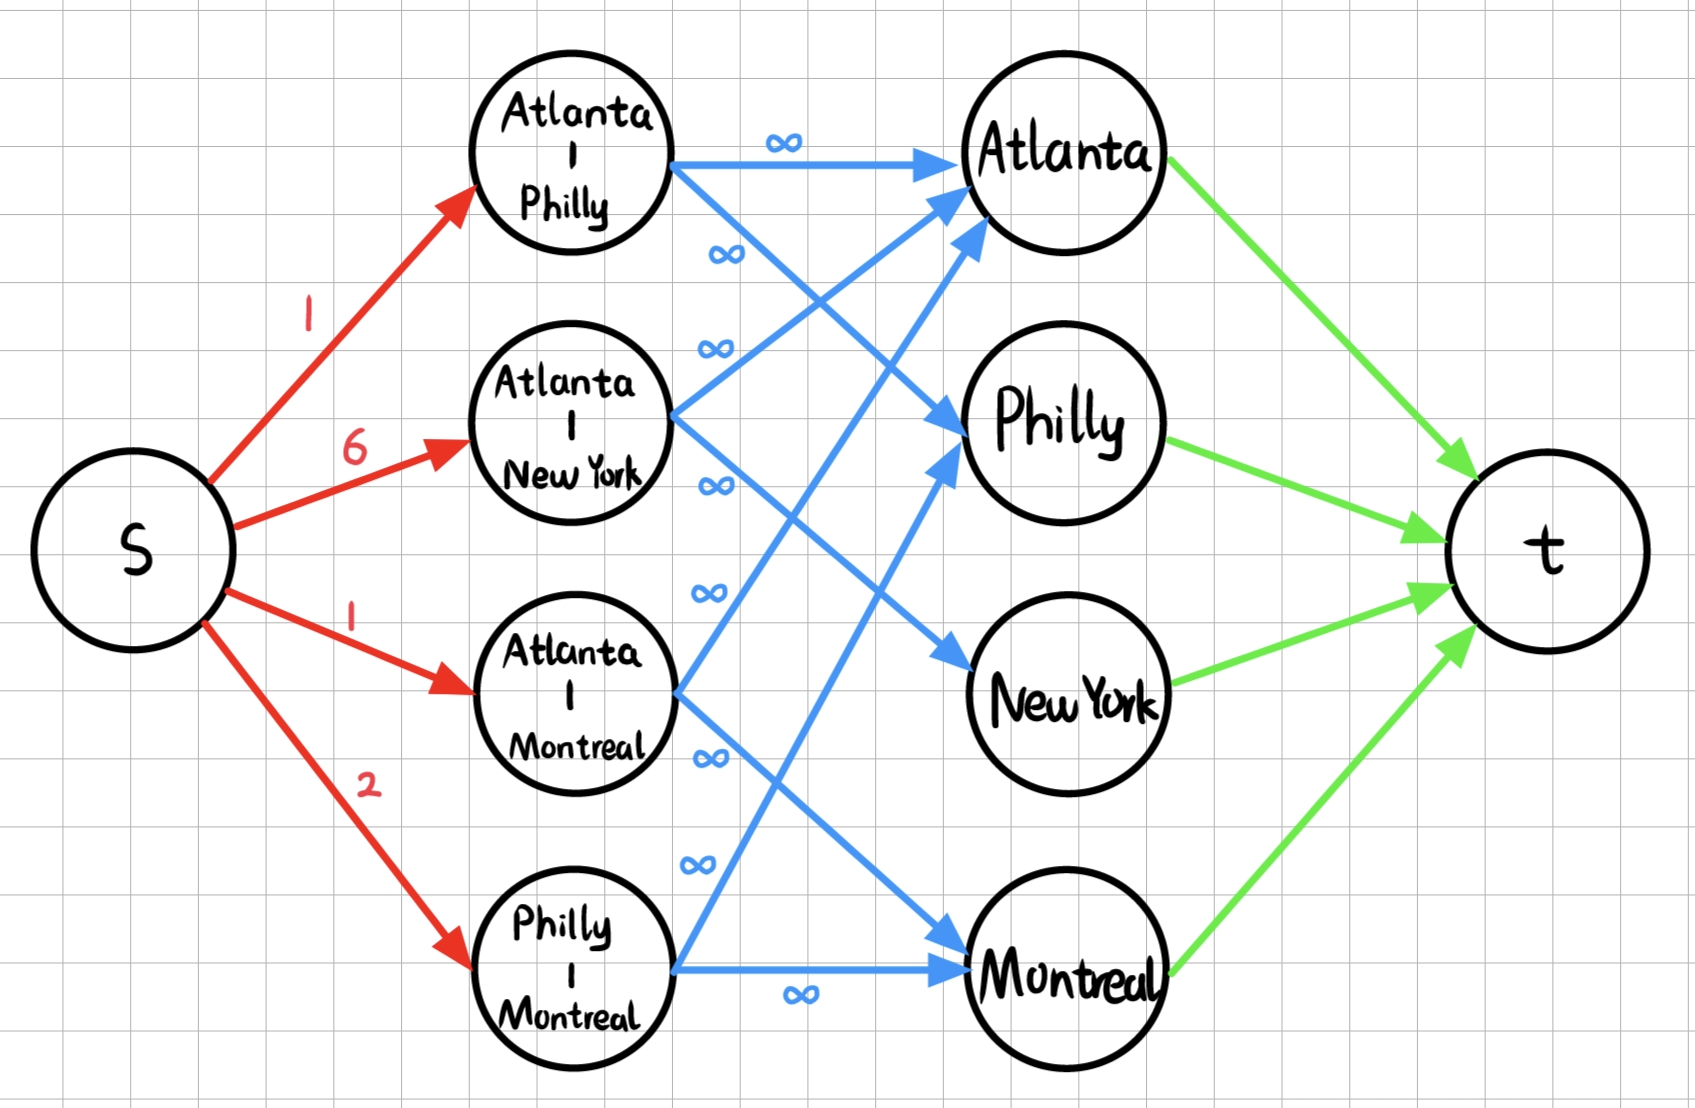 Atlanta
|
Philly
∞
Atlanta
∞
1
∞
Atlanta
|
New York
6
∞
Philly
S
t
∞
1
Atlanta
|
Montreal
New York
∞
2
∞
Philly
|
Montreal
∞
Montreal